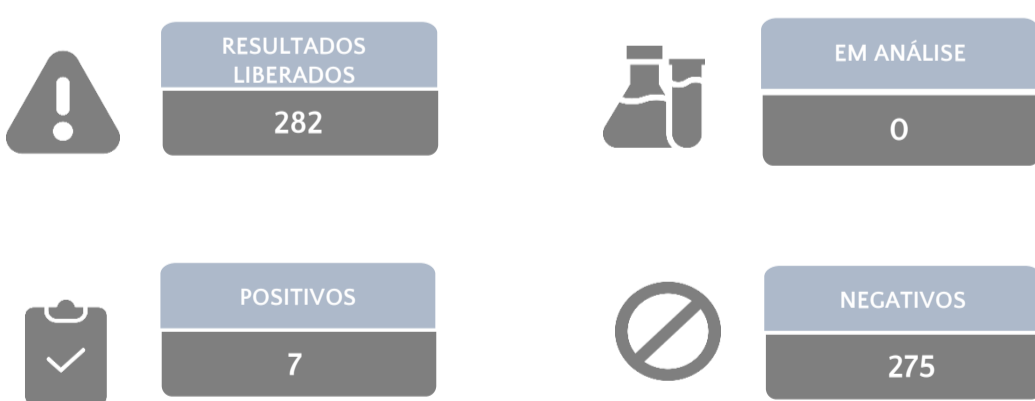 RESULTADOS
LIBERADOS
282
EM ANÁLISE
0
POSITIVOS
7
NEGATIVOS
275